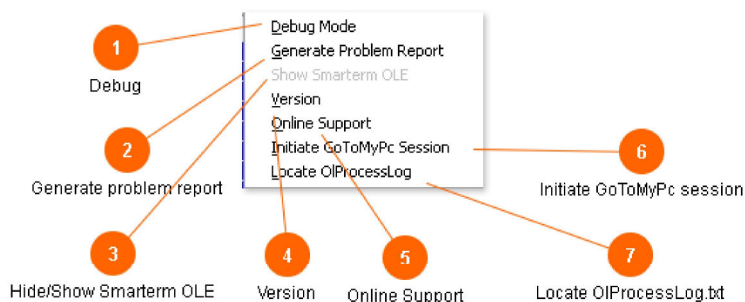 Debug Mode
Generate Problem Report
Show Smarterm OLE
Version
Online Support
Initiate GoToMyPc Session
Locate OIProcessLog
1
Debug
2
Generate problem report
3
Hide/Show Smarterm OLE
4
Version
5
Online Support
6
Initiate GoToMyPc session
7
Locate OIProcessLog.txt